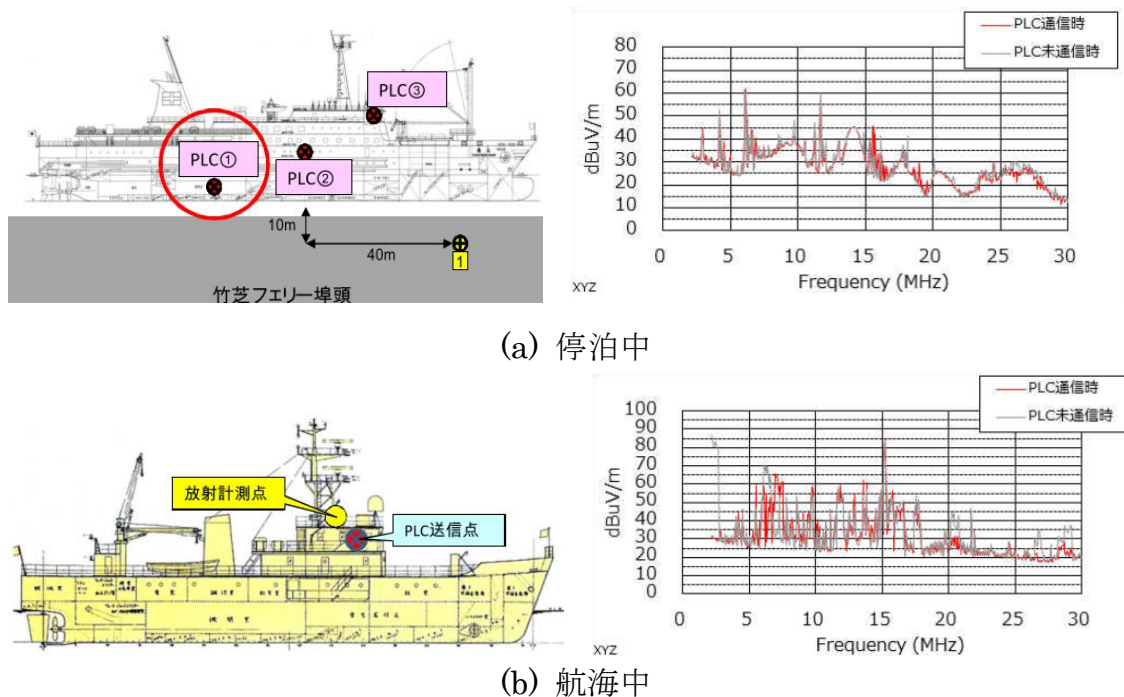 PLC③
PLC①
PLC②
10m
40m
1
竹芝フェリー埠頭
PLC通信時
PLC未通信時
80
70
60
50
40
30
20
10
0
dBuV/m
0 5 10 15 20 25 30
Frequency (MHz)
XYZ
(a) 停泊中
放射計測点
PLC送信点
PLC通信時
PLC未通信時
100
90
80
70
60
50
40
30
20
10
0
dBuV/m
0 5 10 15 20 25 30
Frequency (MHz)
XYZ
(b) 航海中